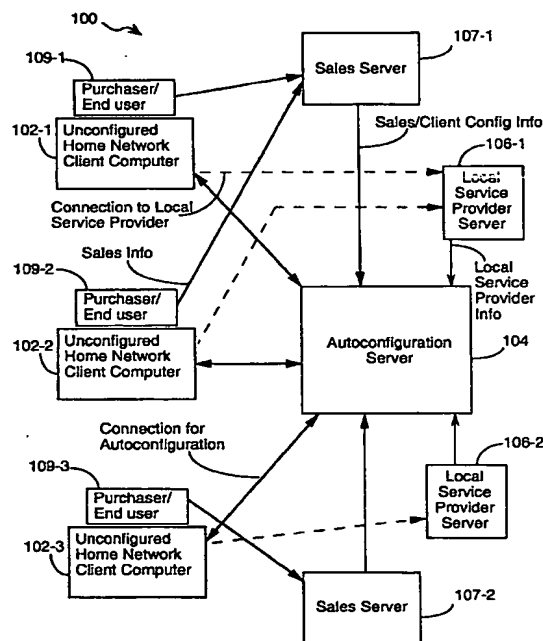 100
109-1
Purchaser/
End user
102-1
Unconfigured
Home Network
Client Computer
Connection to Local
Service Provider
Sales Info
107-1
Sales Server
Sales/Client Config Info
106-1
Local
Service
Provider
Server
Local
Service
Provider
Info
109-2
Purchaser/
End user
102-2
Unconfigured
Home Network
Client Computer
Autoconfiguration
Server
104
Connection for
Autoconfiguration
109-3
Purchaser/
End user
102-3
Unconfigured
Home Network
Client Computer
106-2
Local
Service
Provider
Server
107-2
Sales Server